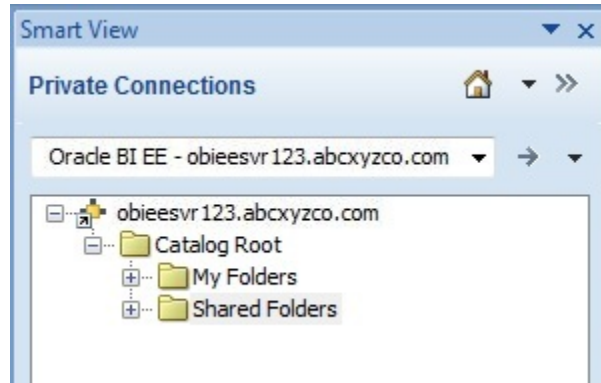 Smart View
Private Connections
Oracle BI EE - obieesvr123.abcxyzco.com
obieesvr123.abcxyzco.com
Catalog Root
My Folders
Shared Folders